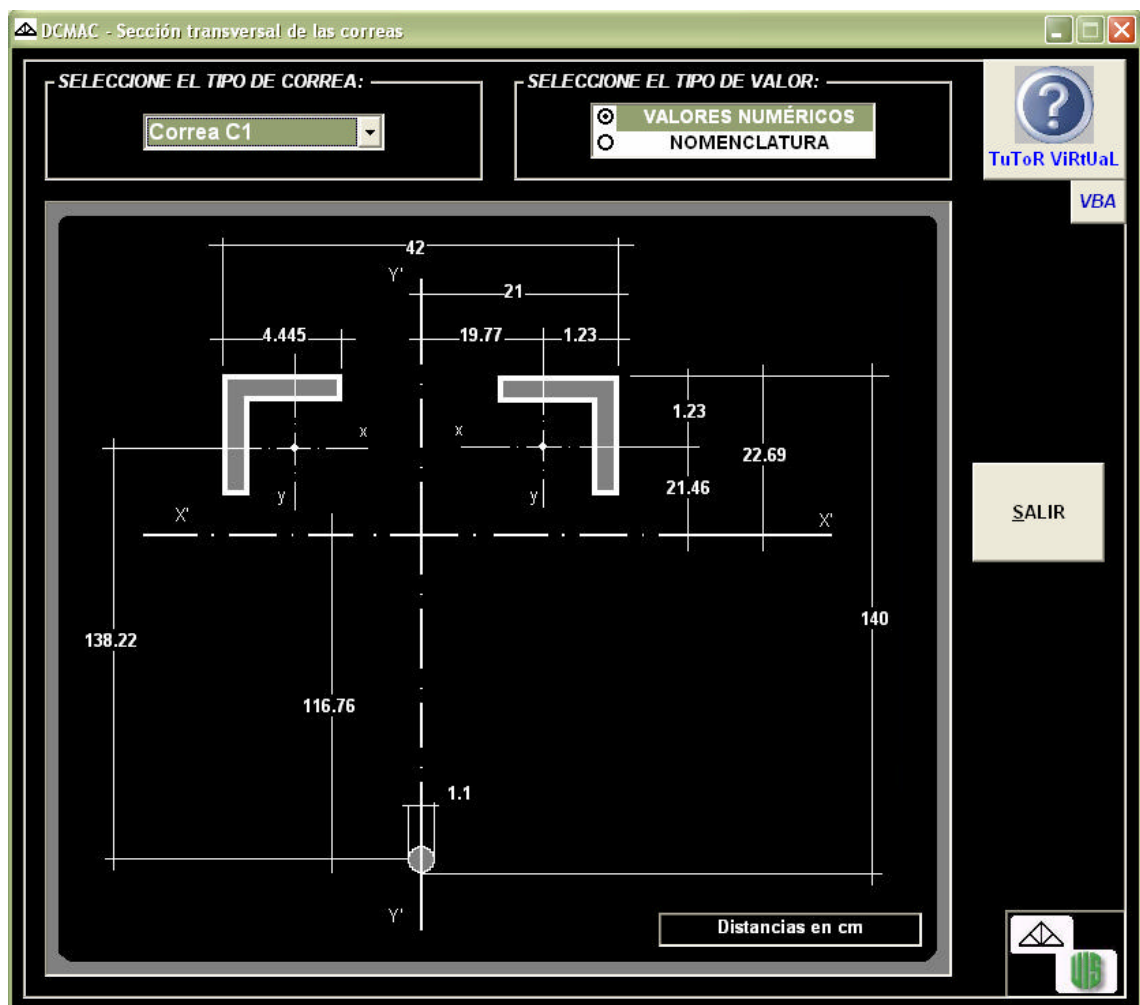 DCMAC - Sección transversal de las correas
SELECCIONE EL TIPO DE CORREA:
Correa C1
SELECCIONE EL TIPO DE VALOR:
VALORES NUMÉRICOS
NOMENCLATURA
?
TuToR ViRtUaL
VBA
42
Y'
21
4.445
19.77
1.23
x
x
1.23
22.69
21.46
y
y
X'
X'
SALIR
138.22
140
116.76
1.1
Y'
Distancias en cm
UIS